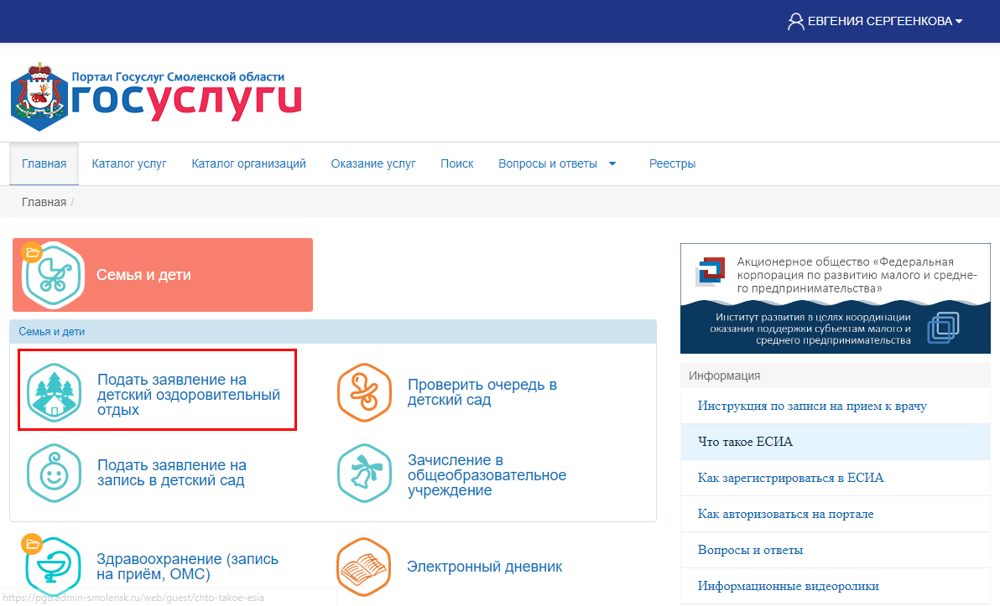 ЕВГЕНИЯ СЕРГЕЕНКОВА
Портал Госуслуг Смоленской области
госуслуги
Главная
Каталог услуг
Каталог организаций
Оказание услуг
Поиск
Вопросы и ответы
Реестры
Главная /
Семья и дети
Семья и дети
Подать заявление на
детский оздоровительный
отдых
Проверить очередь в
детский сад
Подать заявление на
запись в детский сад
Зачисление в
общеобразовательное
учреждение
Здравоохранение (запись
на приём, ОМС)
Электронный дневник
Акционерное общество «Федеральная
корпорация по развитию малого и средне-
го предпринимательства»
Институт развития в целях координации
оказания поддержки субъектам малого и
среднего предпринимательства
Информация
Инструкция по записи на прием к врачу
Что такое ЕСИА
Как зарегистрироваться в ЕСИА
Как авторизоваться на портале
Вопросы и ответы
Информационные видеоролики
https://pgu.admin-smolensk.ru/web/guest/chto-takoe-esia